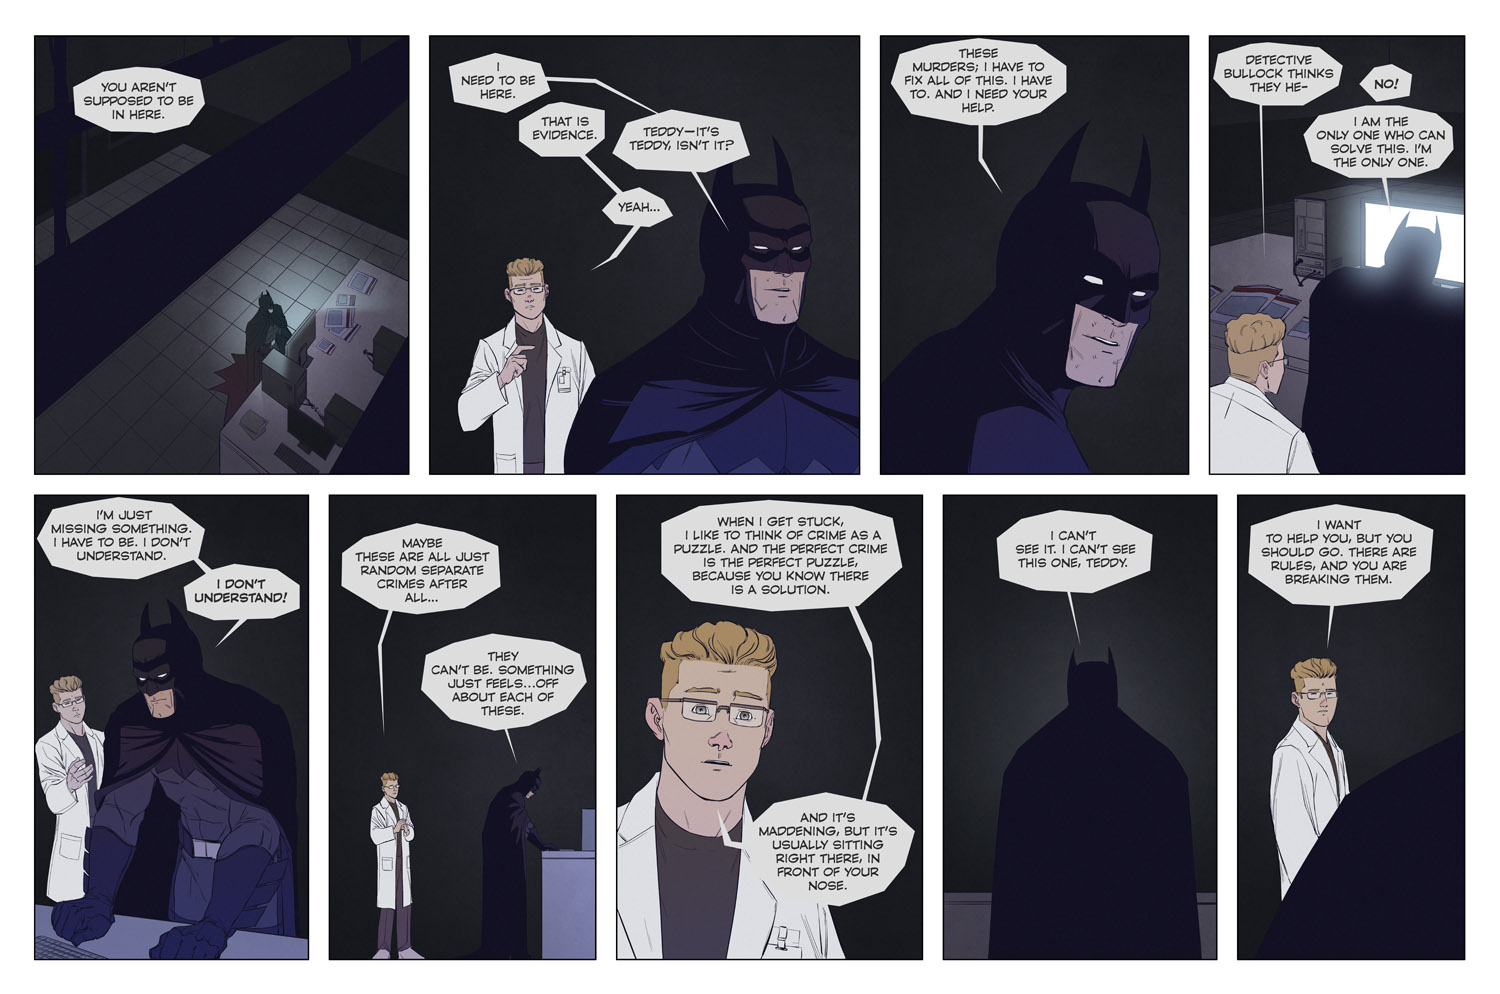 YOU AREN'T
SUPPOSED TO BE
IN HERE.
I
NEED TO BE
HERE.
THAT IS
EVIDENCE.
TEDDY—IT'S
TEDDY, ISN'T IT?
YEAH...
THESE
MURDERS; I HAVE TO
FIX ALL OF THIS. I HAVE
TO. AND I NEED YOUR
HELP.
DETECTIVE
BULLOCK THINKS
THEY HE–
NO!
I AM THE
ONLY ONE WHO CAN
SOLVE THIS. I'M
THE ONLY ONE.
I'M JUST
MISSING SOMETHING.
I HAVE TO BE. I DON'T
UNDERSTAND.
I DON'T
UNDERSTAND!
MAYBE
THESE ARE ALL JUST
RANDOM SEPARATE
CRIMES AFTER
ALL...
THEY
CAN'T BE. SOMETHING
JUST FEELS...OFF
ABOUT EACH OF
THESE.
WHEN I GET STUCK,
I LIKE TO THINK OF CRIME AS A
PUZZLE. AND THE PERFECT CRIME
IS THE PERFECT PUZZLE,
BECAUSE YOU KNOW THERE
IS A SOLUTION.
AND IT'S
MADDENING, BUT IT'S
USUALLY SITTING
RIGHT THERE, IN
FRONT OF YOUR
NOSE.
I CAN'T
SEE IT. I CAN'T SEE
THIS ONE, TEDDY.
I WANT
TO HELP YOU, BUT YOU
SHOULD GO. THERE ARE
RULES, AND YOU ARE
BREAKING THEM.